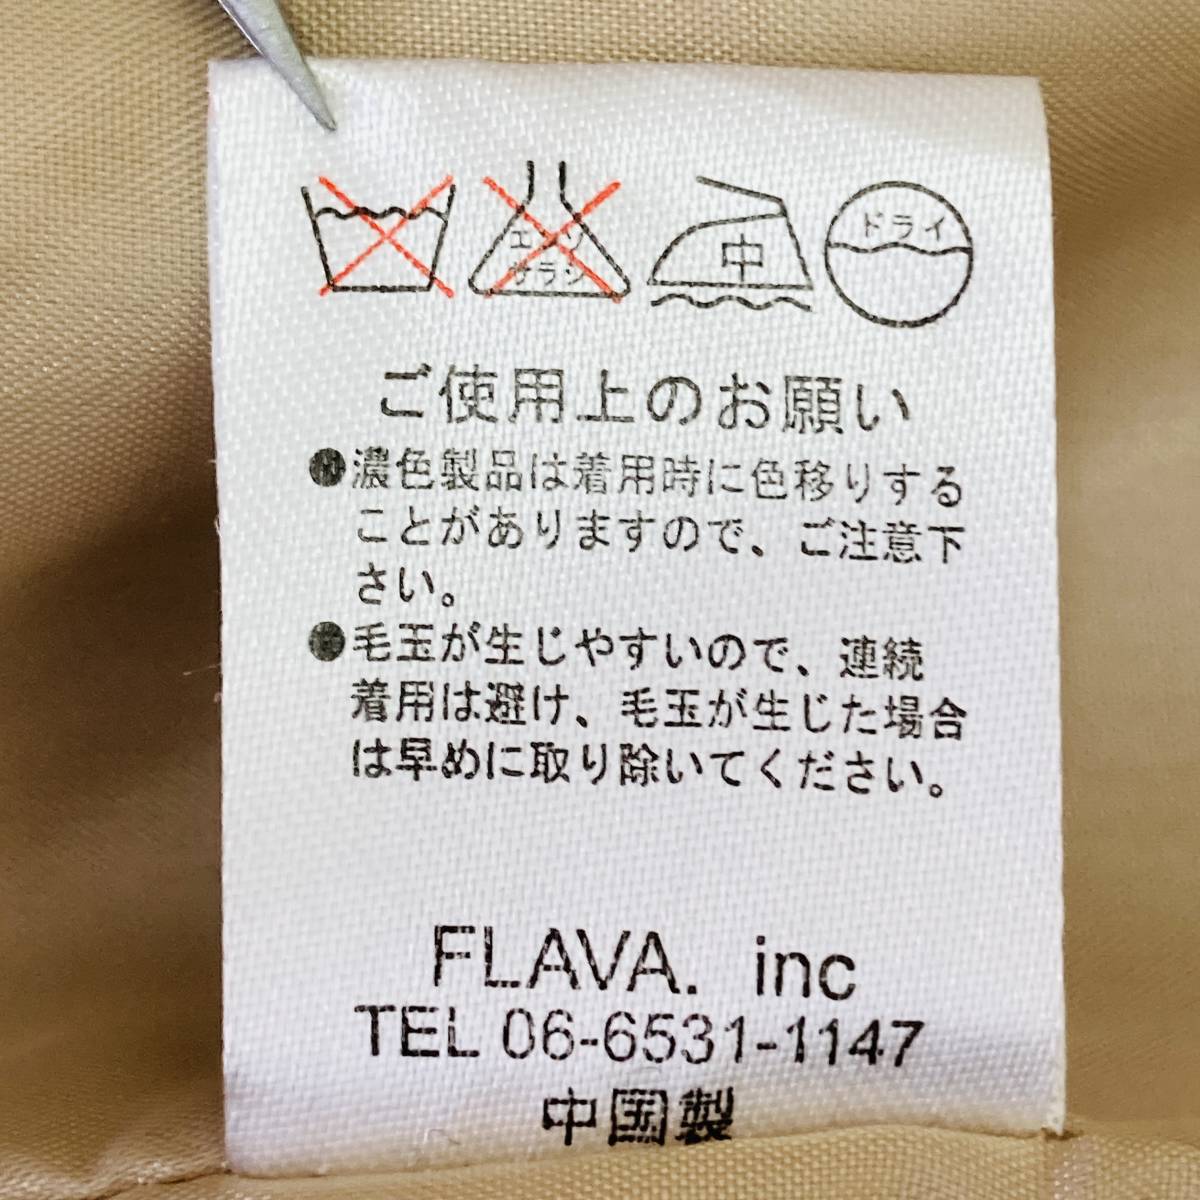 エンソ
サラシ
中
ドライ
ご使用上のお願い
●濃色製品は着用時に色移りする
ことがありますので、ご注意下
さい。
●毛玉が生じやすいので、連続
着用は避け、毛玉が生じた場合
は早めに取り除いてください。
FLAVA. inc
TEL 06-6531-1147
中国製